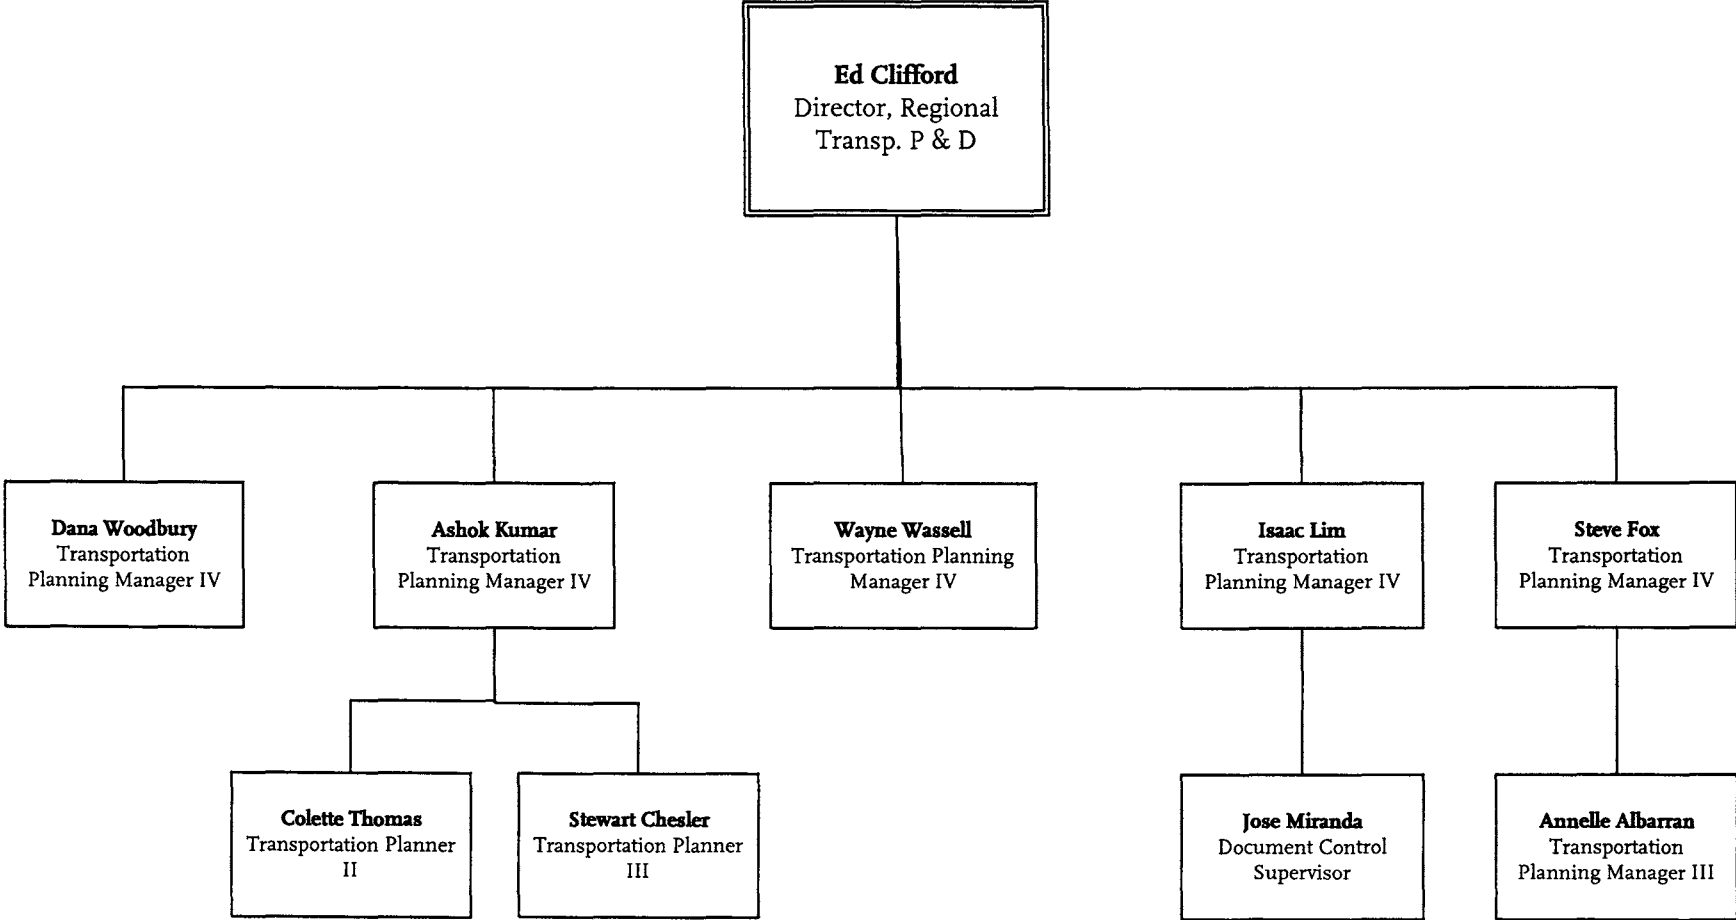 Ed Clifford
Director, Regional
Transp. P & D
Dana Woodbury
Transportation
Planning Manager IV
Ashok Kumar
Transportation
Planning Manager IV
Wayne Wassell
Transportation Planning
Manager IV
Isaac Lim
Transportation
Planning Manager IV
Steve Fox
Transportation
Planning Manager IV
Colette Thomas
Transportation Planner
II
Stewart Chesler
Transportation Planner
III
Jose Miranda
Document Control
Supervisor
Annelle Albarran
Transportation
Planning Manager III